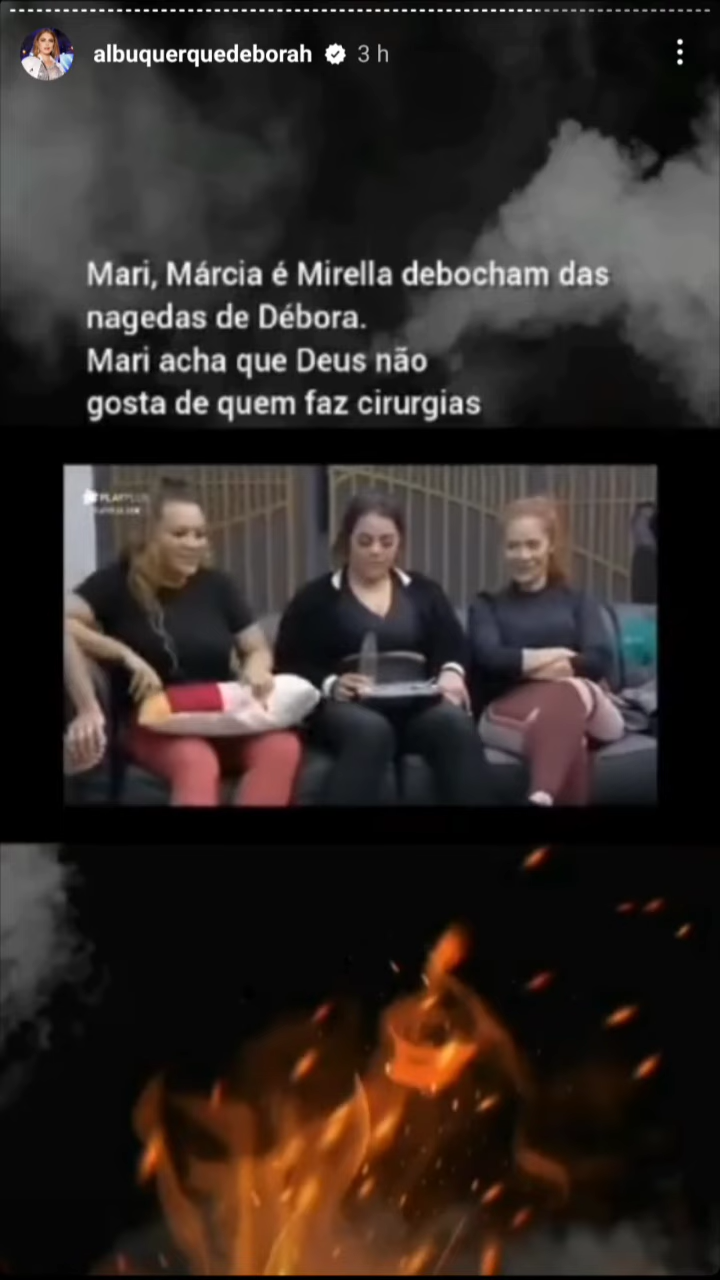 albuquerquedeborah 3 h
Mari, Márcia é Mirella debocham das
nagedas de Débora.
Mari acha que Deus não
gosta de quem faz cirurgias
PLAYPLUS